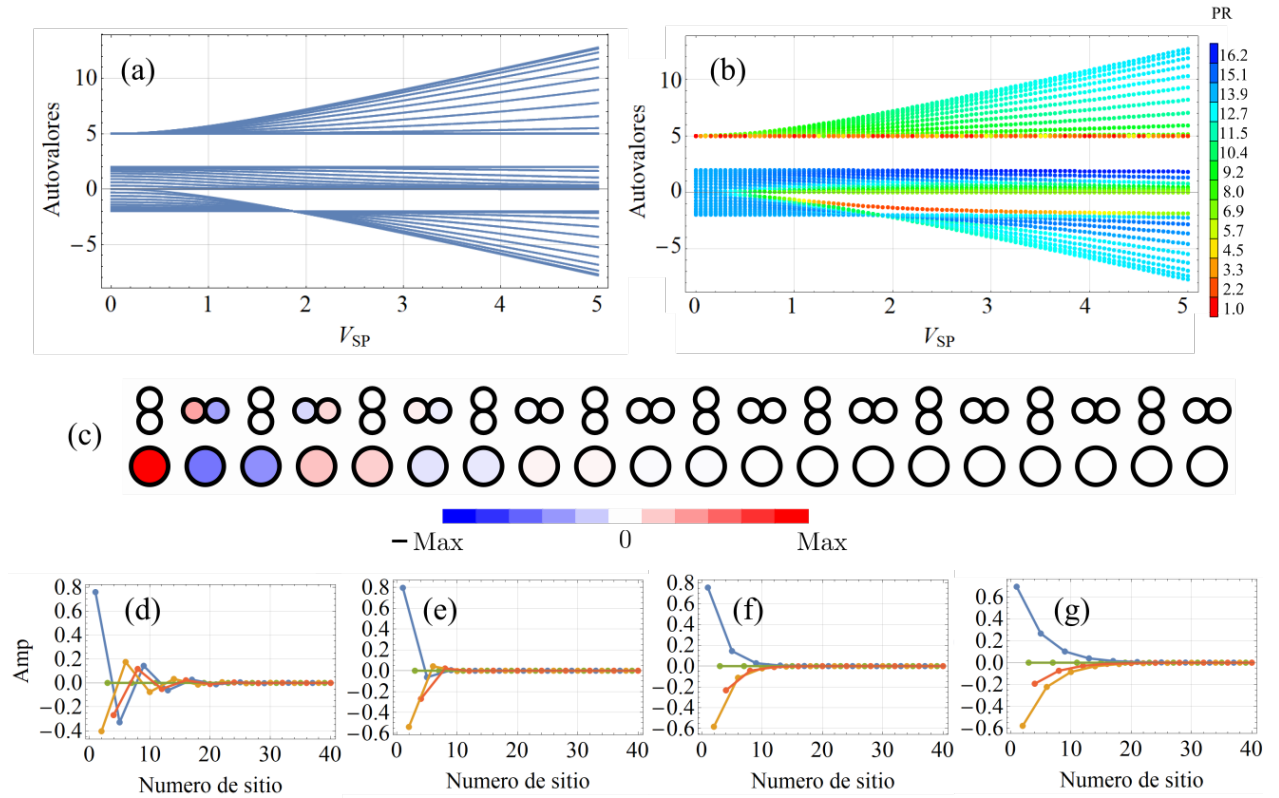 PR
(a)
Autovalores
10
5
0
−5
0 1 2 3 4 5
V_SP
(b)
Autovalores
10
5
0
−5
0 1 2 3 4 5
V_SP
16.2
15.1
13.9
12.7
11.5
10.4
9.2
8.0
6.9
5.7
4.5
3.3
2.2
1.0
(c)
− Max 0 Max
(d)
Amp
0.8
0.6
0.4
0.2
0.0
−0.2
−0.4
0 10 20 30 40
Numero de sitio
(e)
0.8
0.6
0.4
0.2
0.0
−0.2
−0.4
−0.6
0 10 20 30 40
Numero de sitio
(f)
0.8
0.6
0.4
0.2
0.0
−0.2
−0.4
−0.6
0 10 20 30 40
Numero de sitio
(g)
0.6
0.4
0.2
0.0
−0.2
−0.4
−0.6
0 10 20 30 40
Numero de sitio